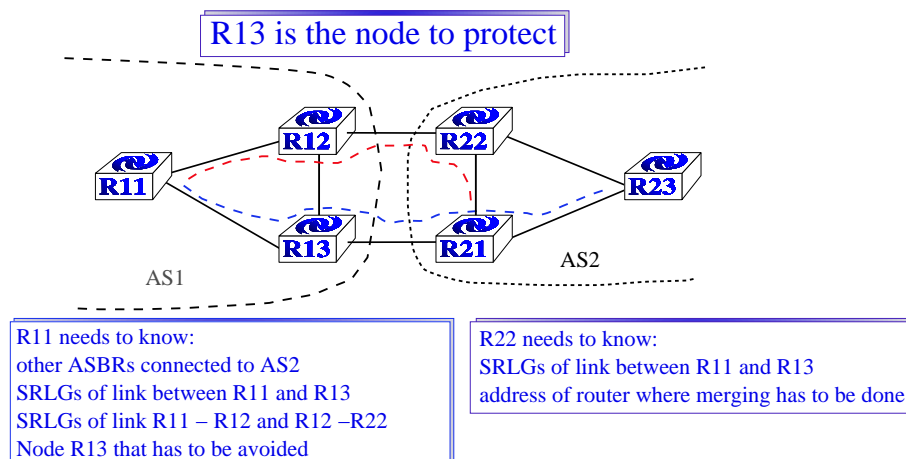 R13 is the node to protect
R12
R22
R11
R23
R13
R21
AS1
AS2
R11 needs to know:
other ASBRs connected to AS2
SRLGs of link between R11 and R13
SRLGs of link R11 – R12 and R12 –R22
Node R13 that has to be avoided
R22 needs to know:
SRLGs of link between R11 and R13
address of router where merging has to be done